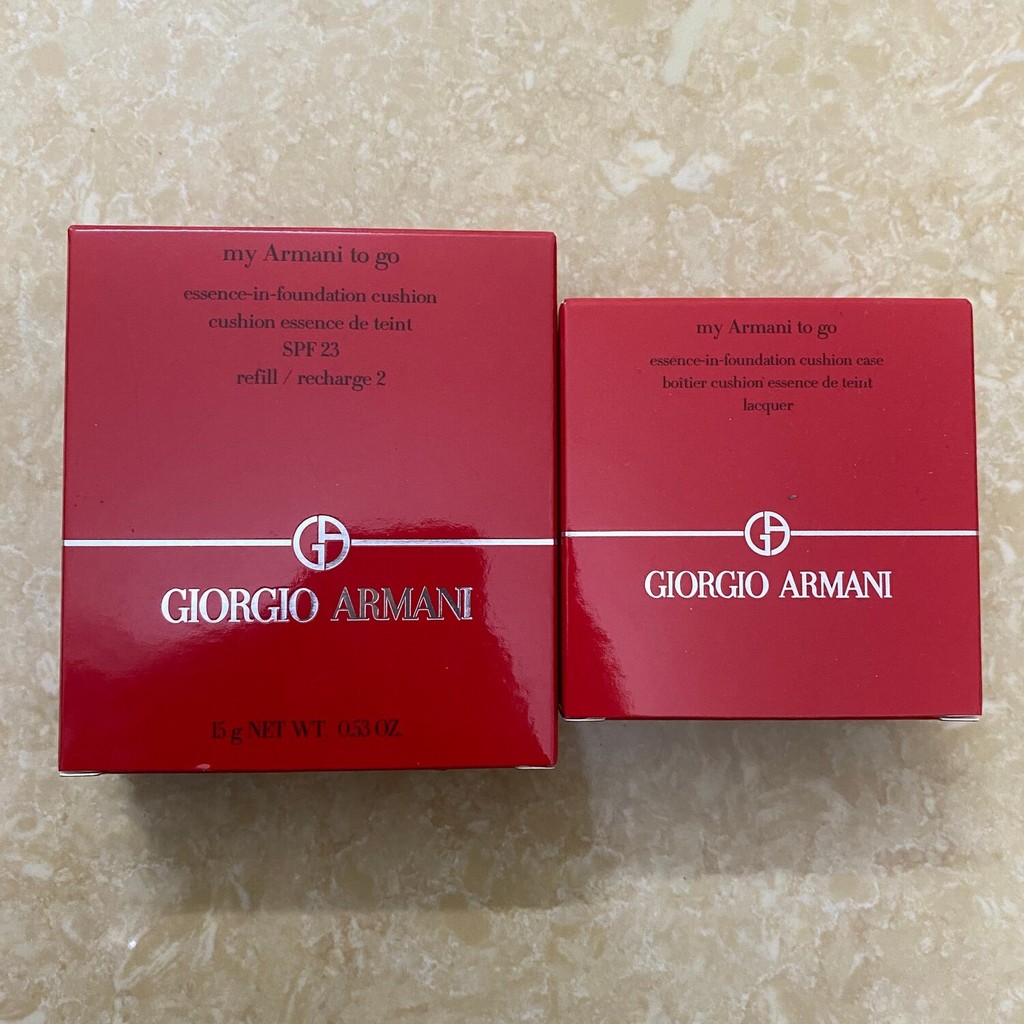 my Armani to go
essence-in-foundation cushion
cushion essence de teint
SPF 23
refill / recharge 2
GA
GIORGIO ARMANI
15 g NET WT. 0.53 OZ.
my Armani to go
essence-in-foundation cushion case
boîtier cushion essence de teint
lacquer
GA
GIORGIO ARMANI